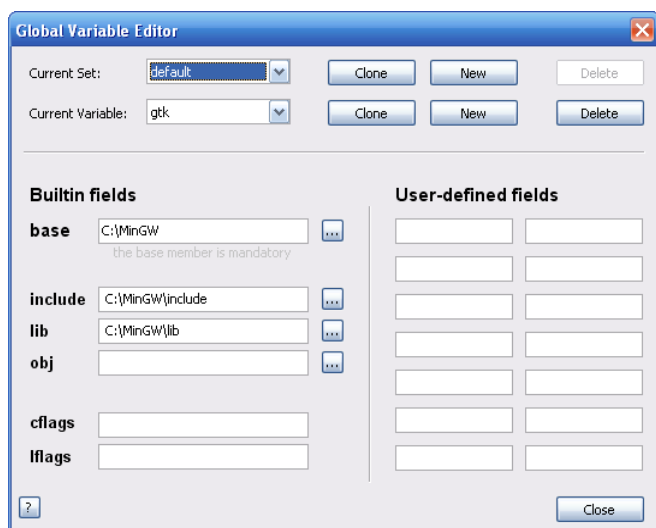 Global Variable Editor
Current Set: default Clone New Delete
Current Variable: gtk Clone New Delete
Builtin fields
User-defined fields
base C:\MinGW ...
the base member is mandatory
include C:\MinGW\include ...
lib C:\MinGW\lib ...
obj ...
cflags
lflags
? Close